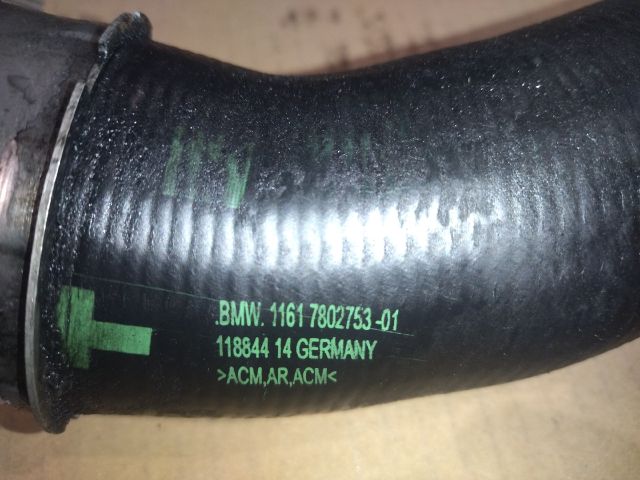 .BMW. 1161 7802753 -01
118844 14 GERMANY
>ACM,AR,ACM<